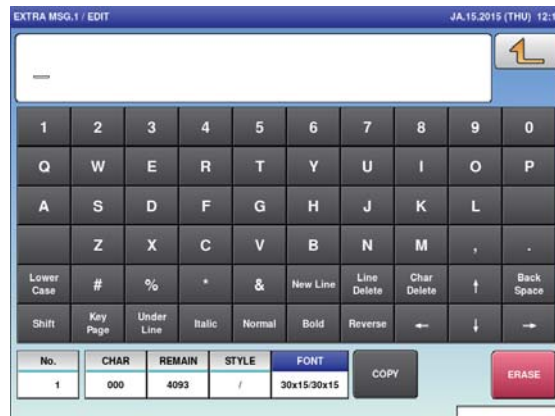 EXTRA MSG.1 / EDIT JA.15.2015 (THU) 12:1
1 2 3 4 5 6 7 8 9 0
Q W E R T Y U I O P
A S D F G H J K L
Z X C V B N M , .
Lower Case # % * & New Line Line Delete Char Delete ↑ Back Space
Shift Key Page Under Line Italic Normal Bold Reverse ← ↓ →
No. CHAR REMAIN STYLE FONT COPY ERASE
1 000 4093 / 30x15/30x15